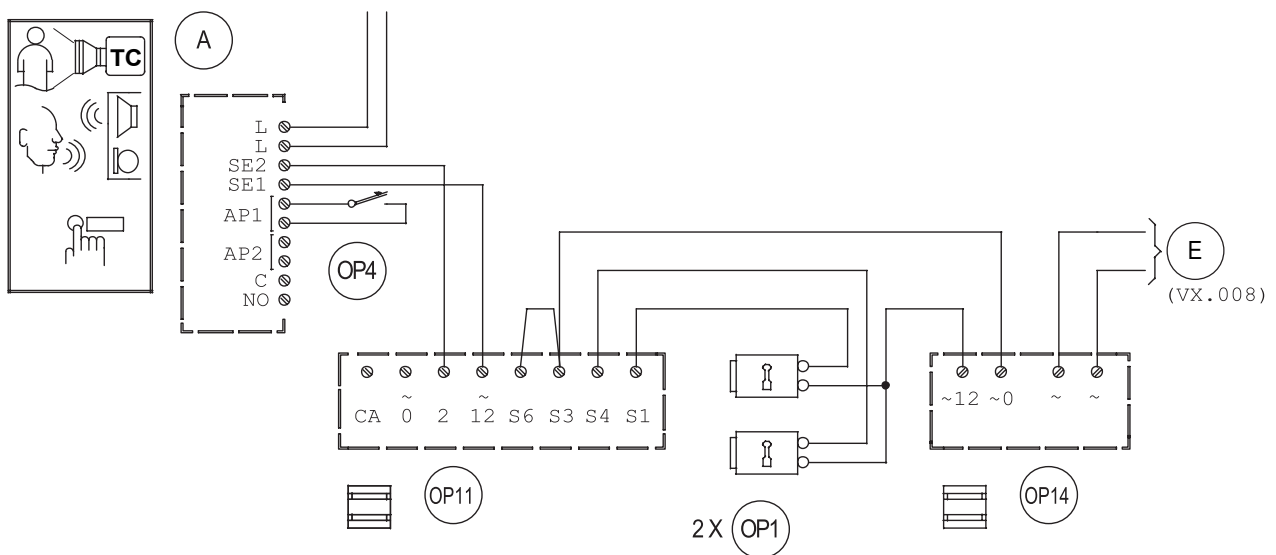 TC
A
L
L
SE2
SE1
AP1
AP2
C
NO
OP4
E
(VX.008)
~ ~
CA 0 2 12 S6 S3 S4 S1
~12 ~0 ~ ~
OP11
OP14
2 X OP1